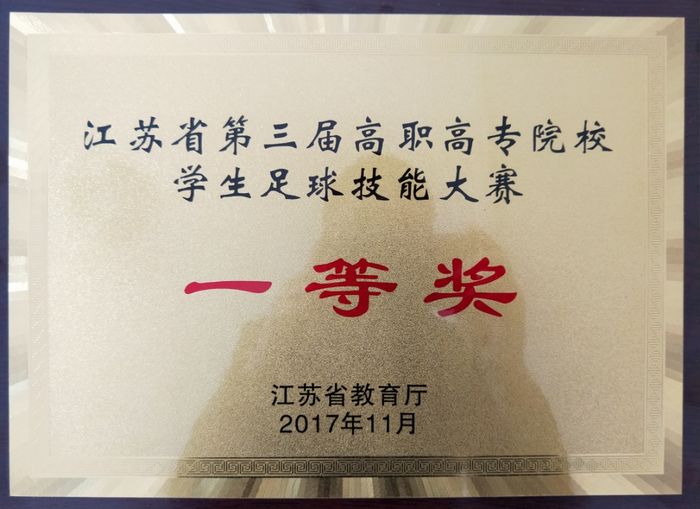 江苏省第三届高职高专院校
学生足球技能大赛
一等奖
江苏省教育厅
2017年11月